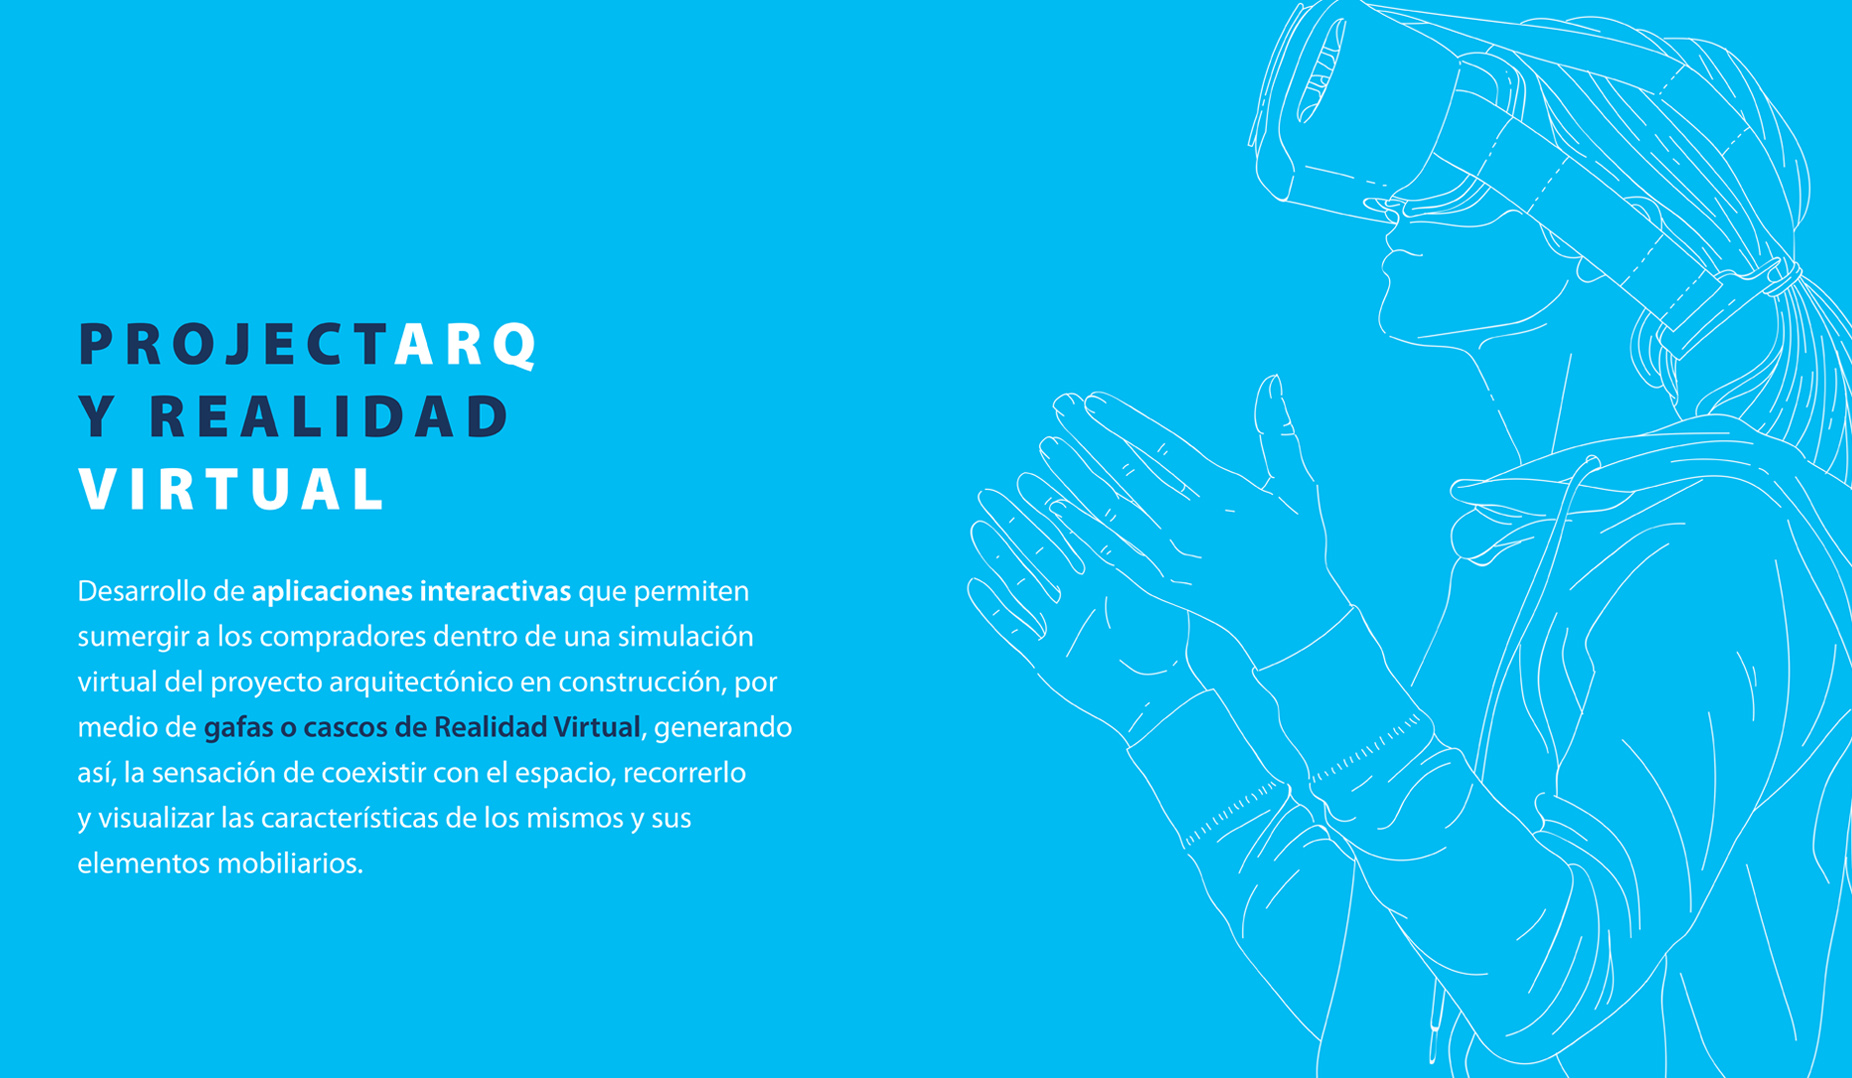 PROJECTARQ
Y REALIDAD
VIRTUAL
Desarrollo de aplicaciones interactivas que permiten
sumergir a los compradores dentro de una simulación
virtual del proyecto arquitectónico en construcción, por
medio de gafas o cascos de Realidad Virtual, generando
así, la sensación de coexistir con el espacio, recorrerlo
y visualizar las características de los mismos y sus
elementos mobiliarios.